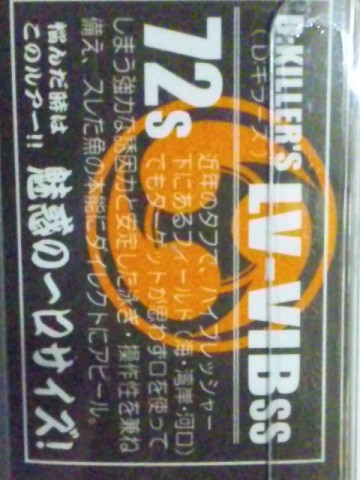 D-KILLER'S
(D.キラーズ)
LV-VIBSS
72s
近年のタフで、ハイプレッシャー
下にあるフィールド(海・湾岸・河口)
でもターゲットが思わず口を使って
しまう強力な誘因力と安定した泳ぎ・操作性を兼ね
備え、スレた魚の本能にダイレクトにアピール。
悩んだ時は
このルアー!!
魅惑の一口サイズ!